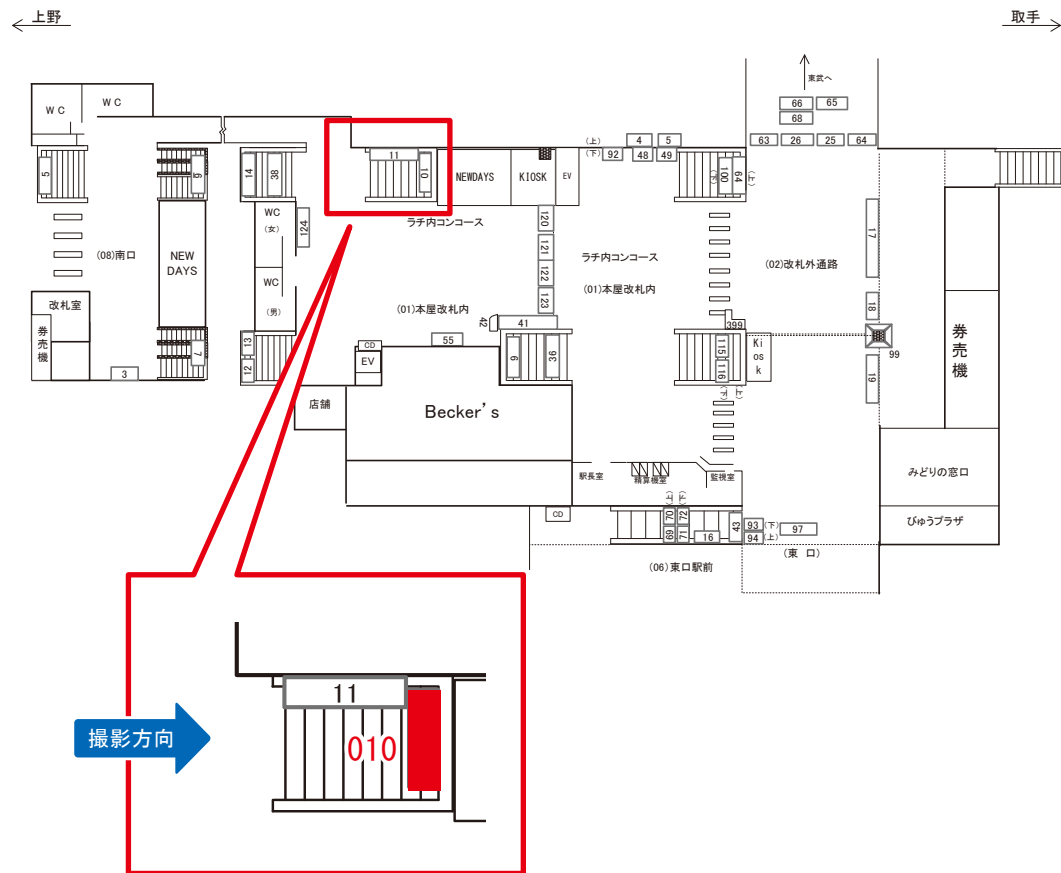 上野
取手
東武へ
WC
WC
66
65
68
63
26
25
64
(上)
4
5
(下)
92
48
49
5
9
14
38
11
10
NEWDAYS
KIOSK
EV
100
64
(下)
(上)
WC
(女)
124
120
121
122
123
ラチ内コンコース
ラチ内コンコース
(08)南口
NEW
DAYS
(02)改札外通路
17
WC
(男)
(01)本屋改札内
(01)本屋改札内
18
改札室
券売機
42
41
399
99
券売機
7
13
12
3
CD
EV
55
9
36
115
116
(下)
(上)
Kiosk
19
店舗
Becker's
駅長室
精算機室
監視室
みどりの窓口
びゅうプラザ
CD
(上)
(下)
70
72
69
71
16
43
93
(下)
94
(上)
97
(東 口)
(06)東口駅前
11
010
撮影方向